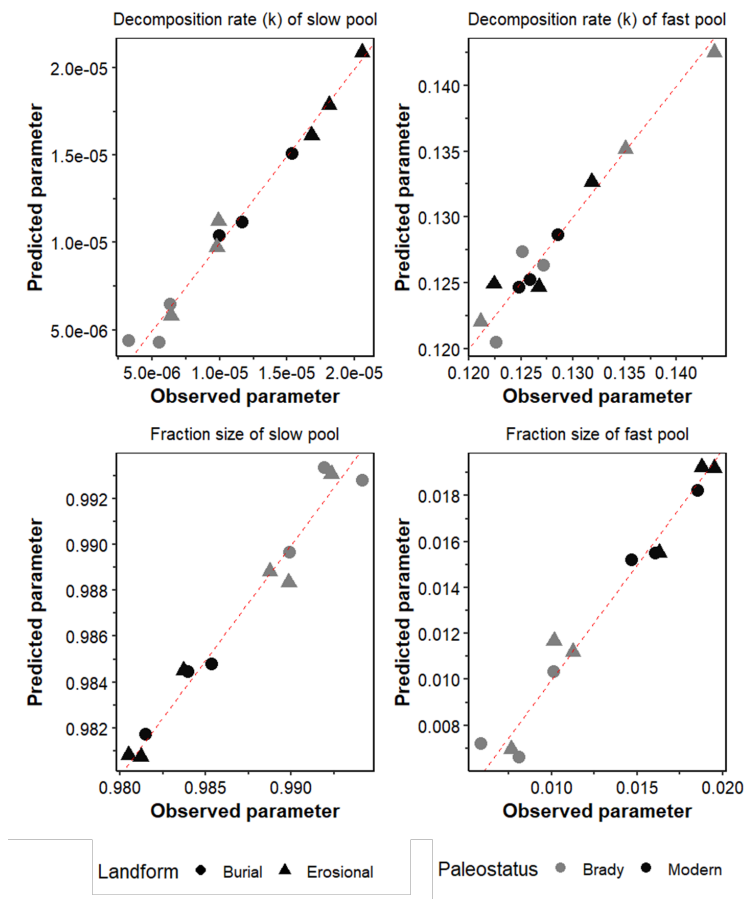 Decomposition rate (k) of slow pool
Predicted parameter
2.0e-05
1.5e-05
1.0e-05
5.0e-06
5.0e-06 1.0e-05 1.5e-05 2.0e-05
Observed parameter
Decomposition rate (k) of fast pool
Predicted parameter
0.140
0.135
0.130
0.125
0.120
0.120 0.125 0.130 0.135 0.140
Observed parameter
Fraction size of slow pool
Predicted parameter
0.992
0.990
0.988
0.986
0.984
0.982
0.980 0.985 0.990
Observed parameter
Fraction size of fast pool
Predicted parameter
0.018
0.016
0.014
0.012
0.010
0.008
0.010 0.015 0.020
Observed parameter
Landform Burial Erosional
Paleostatus Brady Modern